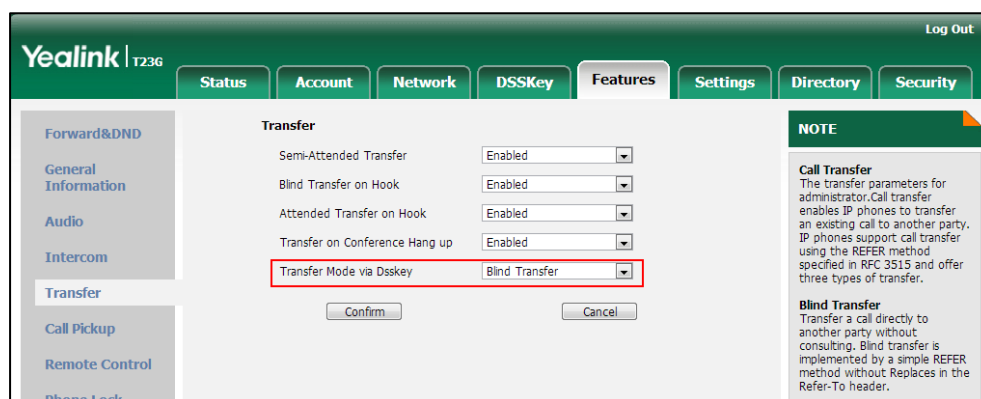 Log Out
Yealink T23G
Status Account Network DSSKey Features Settings Directory Security
Forward&DND
General
Information
Audio
Intercom
Transfer
Call Pickup
Remote Control
Phone Lock
Transfer
Semi-Attended Transfer Enabled
Blind Transfer on Hook Enabled
Attended Transfer on Hook Enabled
Transfer on Conference Hang up Enabled
Transfer Mode via Dsskey Blind Transfer
Confirm Cancel
NOTE
Call Transfer
The transfer parameters for
administrator.Call transfer
enables IP phones to transfer
an existing call to another party.
IP phones support call transfer
using the REFER method
specified in RFC 3515 and offer
three types of transfer.
Blind Transfer
Transfer a call directly to
another party without
consulting. Blind transfer is
implemented by a simple REFER
method without Replaces in the
Refer-To header.